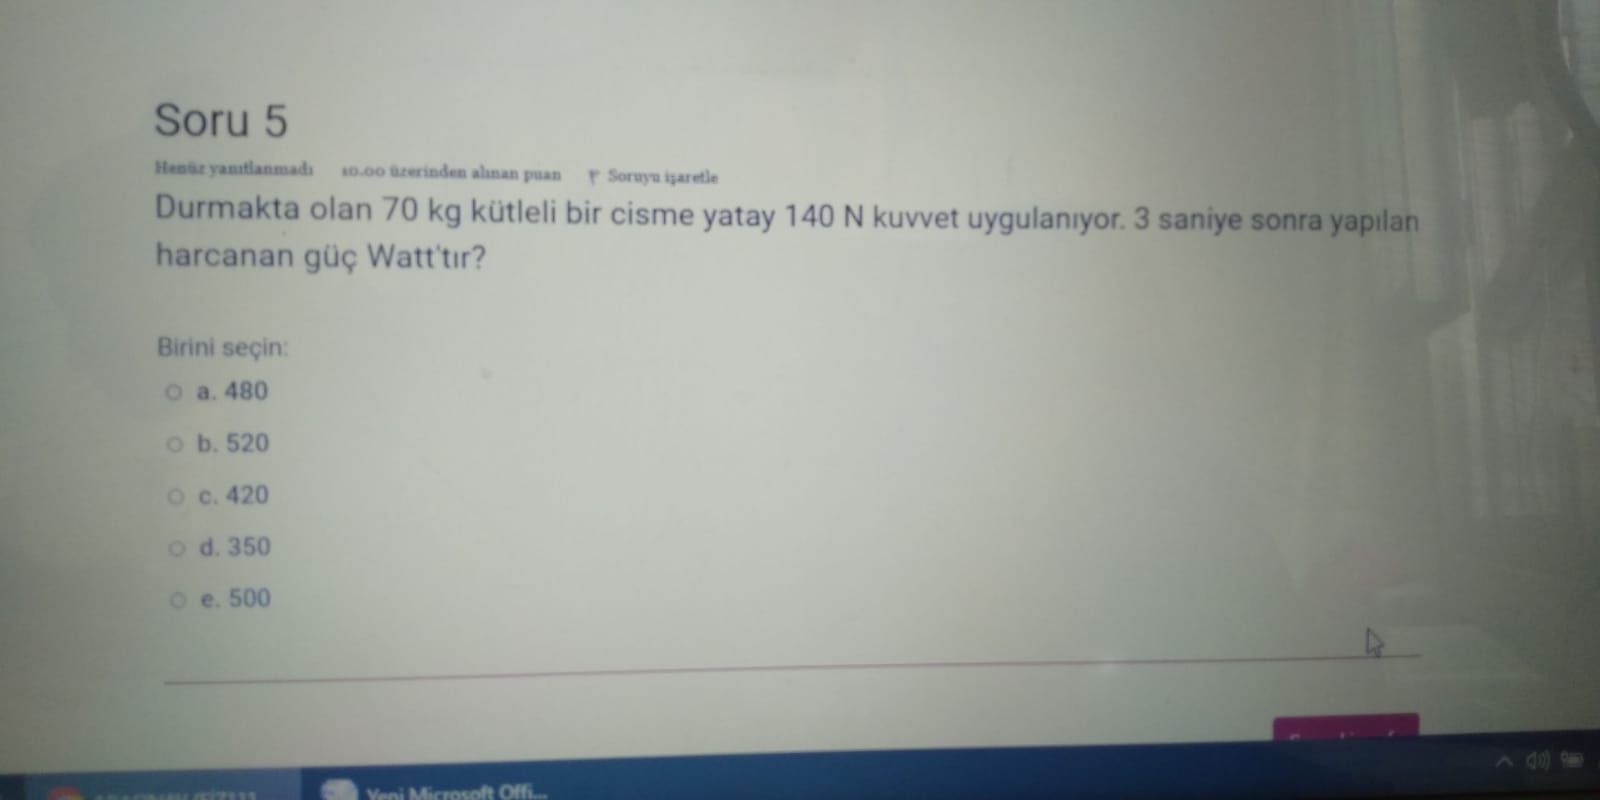 Soru 5
Henüz yanıtlanmadı 10.00 üzerinden alınan puan Soruyu işaretle
Durmakta olan 70 kg kütleli bir cisme yatay 140 N kuvvet uygulanıyor. 3 saniye sonra yapılan
harcanan güç Watt'tır?
Birini seçin:
a. 480
b. 520
c. 420
d. 350
e. 500
Yeni Microsoft Offi...